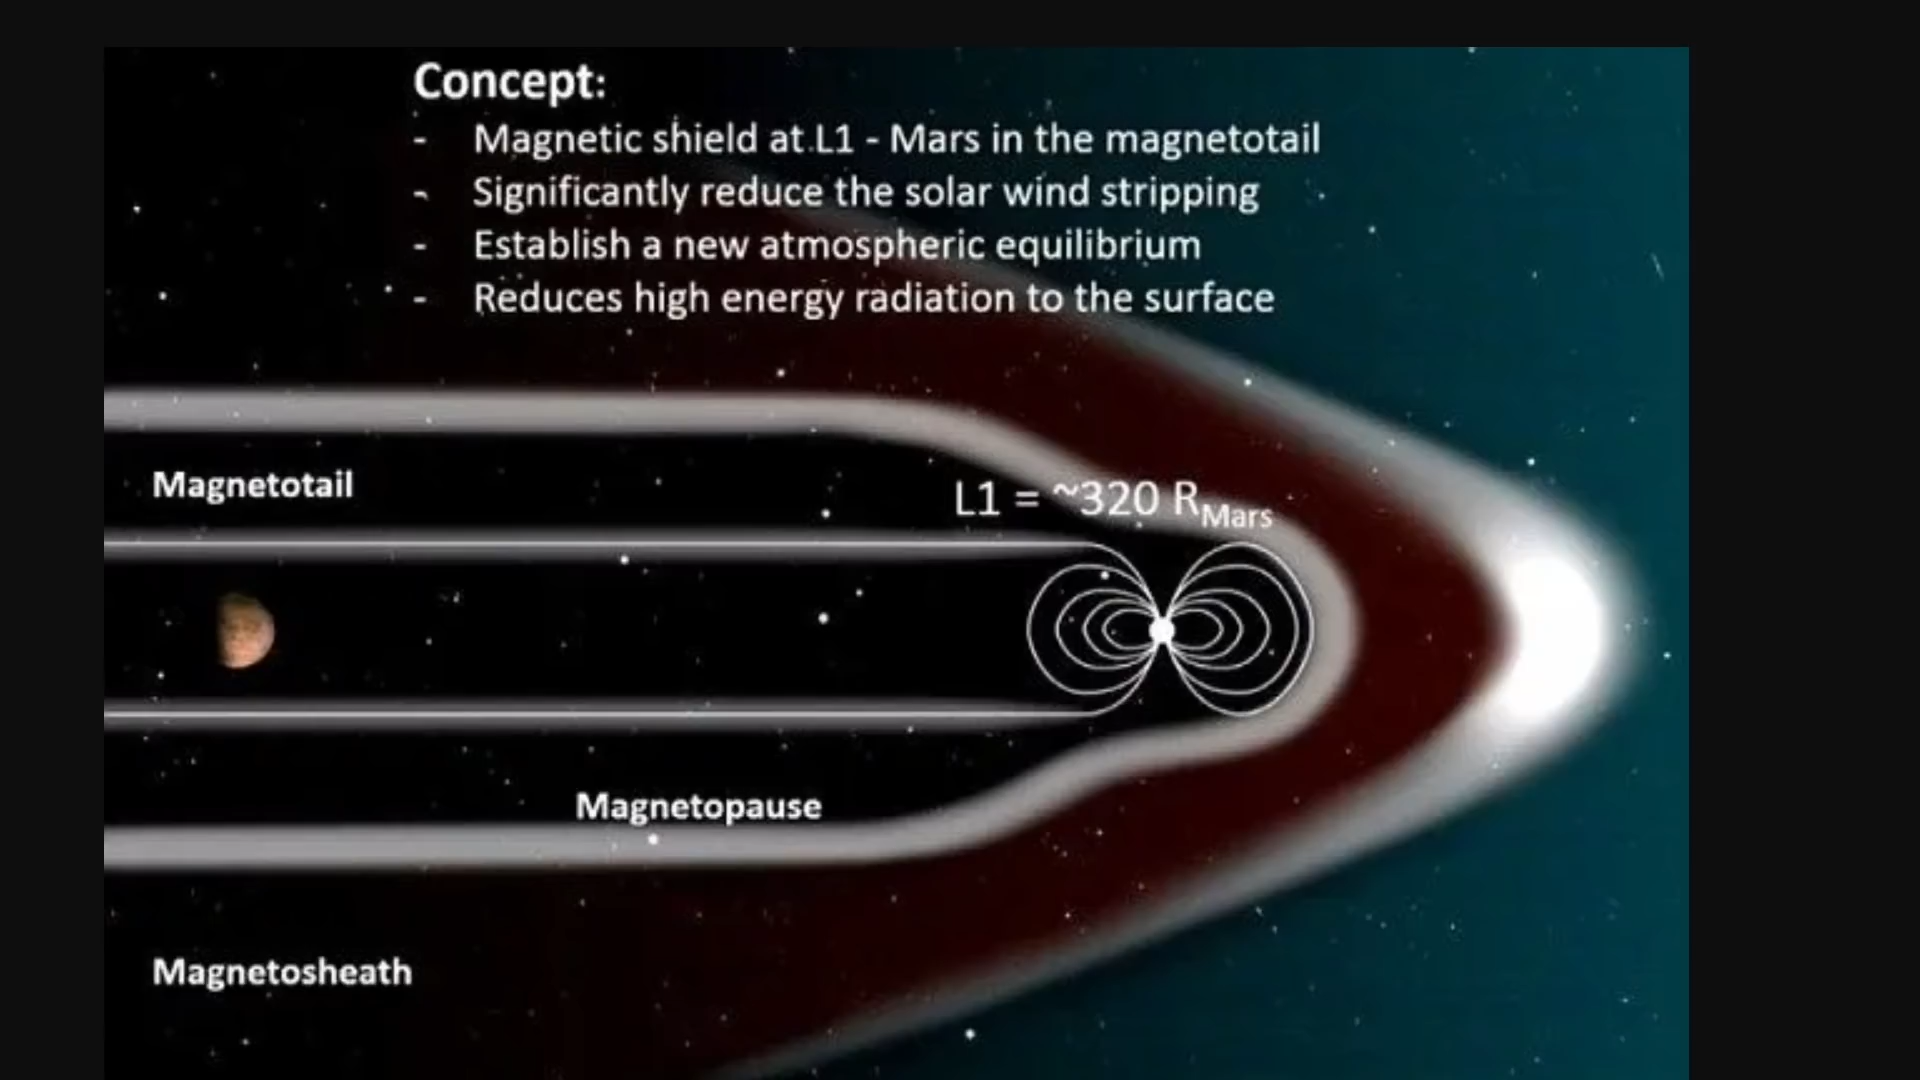 Concept:
- Magnetic shield at L1 - Mars in the magnetotail
- Significantly reduce the solar wind stripping
- Establish a new atmospheric equilibrium
- Reduces high energy radiation to the surface
Magnetotail
L1 = ~320 RMars
Magnetopause
Magnetosheath